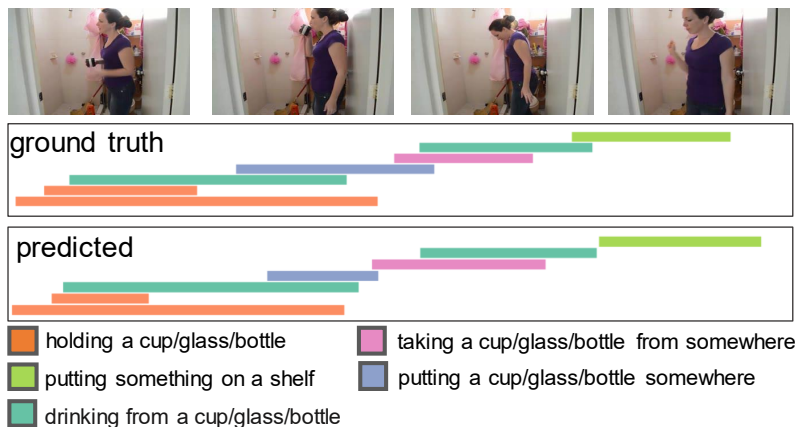 ground truth
predicted
holding a cup/glass/bottle
taking a cup/glass/bottle from somewhere
putting something on a shelf
putting a cup/glass/bottle somewhere
drinking from a cup/glass/bottle